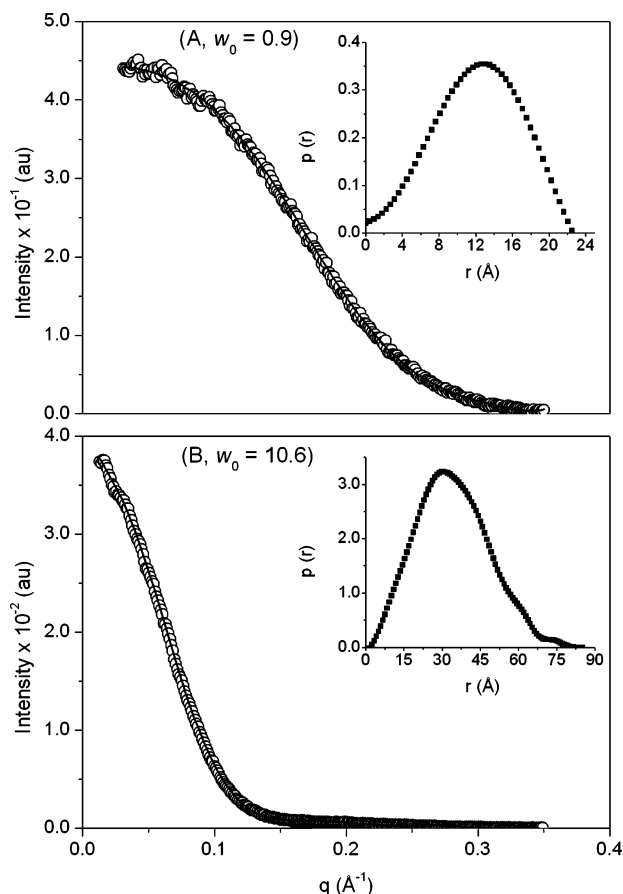 (A, w₀ = 0.9)
Intensity x 10⁻¹ (au)
5.0
4.0
3.0
2.0
1.0
0.0
p (r)
0.4
0.3
0.2
0.1
0.0
0 4 8 12 16 20 24
r (Å)
(B, w₀ = 10.6)
Intensity x 10⁻² (au)
4.0
3.0
2.0
1.0
0.0
p (r)
3.0
2.0
1.0
0.0
0 15 30 45 60 75 90
r (Å)
0.0 0.1 0.2 0.3 0.4
q (Å⁻¹)